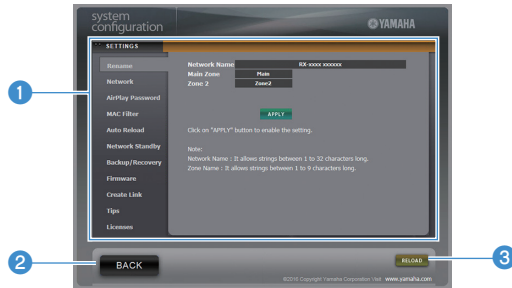 system
configuration
YAMAHA
SETTINGS
Rename
Network
AirPlay Password
MAC Filter
Auto Reload
Network Standby
Backup/Recovery
Firmware
Create Link
Tips
Licenses
Network Name RX-xxxx xxxxxx
Main Zone Main
Zone 2 Zone2
APPLY
Click on "APPLY" button to enable the setting.
Note:
Network Name : It allows strings between 1 to 32 characters long.
Zone Name : It allows strings between 1 to 9 characters long.
1
2
BACK
RELOAD
3
©2010 Copyright Yamaha Corporation www.yamaha.com